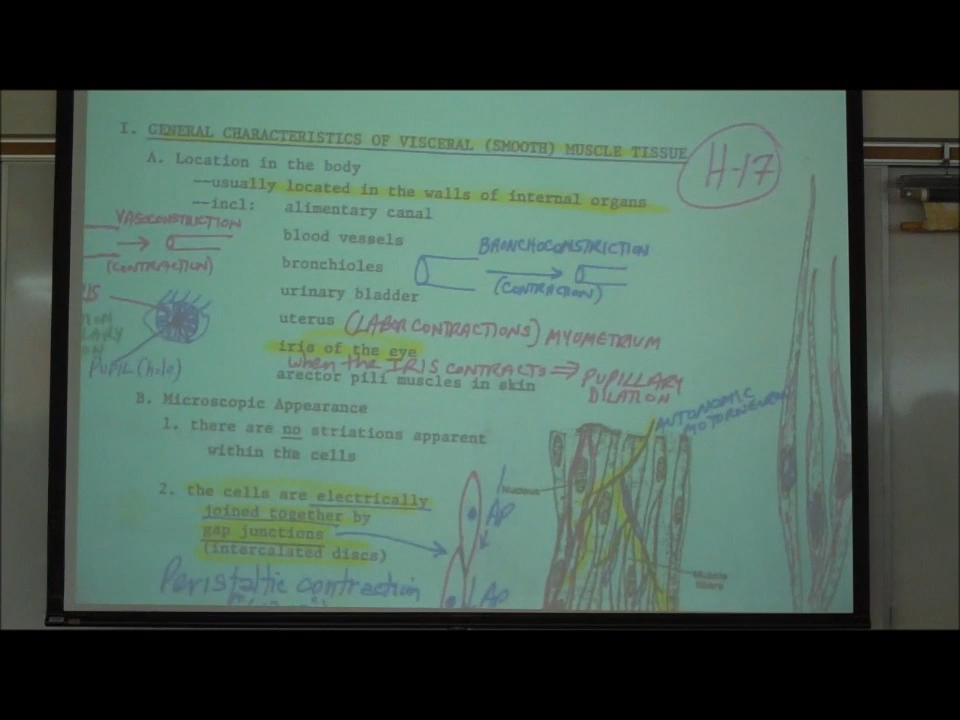 I. GENERAL CHARACTERISTICS OF VISCERAL (SMOOTH) MUSCLE TISSUE
H-17
A. Location in the body
--usually located in the walls of internal organs
--incl: alimentary canal
VASOCONSTRICTION
(CONTRACTION)
blood vessels
BRONCHOCONSTRICTION
(CONTRACTION)
bronchioles
urinary bladder
uterus (LABOR CONTRACTIONS) MYOMETRIUM
iris of the eye
when the IRIS CONTRACTS ⇒ PUPILLARY
DILATION
PUPIL (hole)
arector pili muscles in skin
B. Microscopic Appearance
AUTONOMIC
MOTORNEURON
1. there are no striations apparent
within the cells
2. the cells are electrically
joined together by
gap junctions
(intercalated discs)
Nucleus
AP
Muscle
fibers
Peristaltic contraction
AP